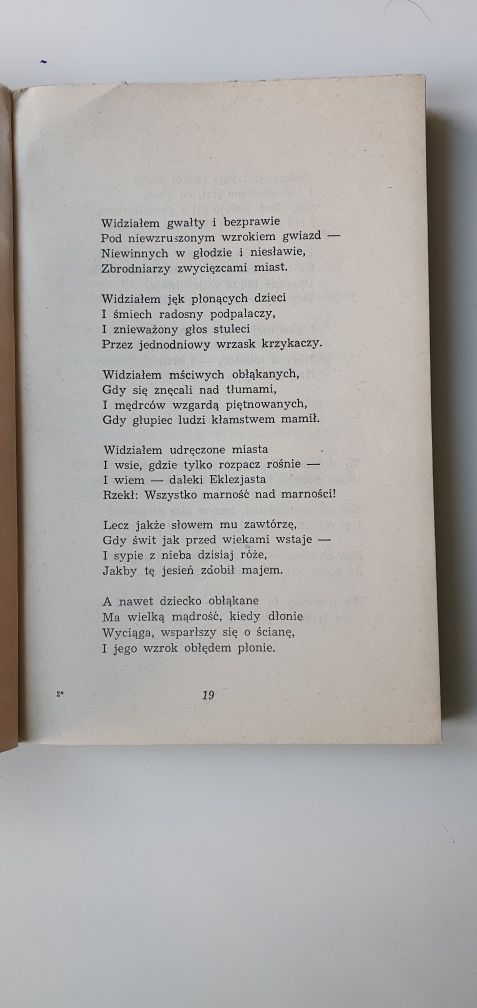 Widziałem gwałty i bezprawie
Pod niewzruszonym wzrokiem gwiazd —
Niewinnych w głodzie i niesławie,
Zbrodniarzy zwycięzcami miast.
Widziałem jęk płonących dzieci
I śmiech radosny podpalaczy,
I znieważony głos stuleci
Przez jednodniowy wrzask krzykaczy.
Widziałem mściwych obłąkanych,
Gdy się znęcali nad tłumami,
I mędrców wzgardą piętnowanych,
Gdy głupiec ludzi kłamstwem mamił.
Widziałem udręczone miasta
I wsie, gdzie tylko rozpacz rośnie —
I wiem — daleki Eklezjasta
Rzekł: Wszystko marność nad marności!
Lecz jakże słowem mu zawtórzę,
Gdy świt jak przed wiekami wstaje —
I sypie z nieba dzisiaj róże,
Jakby tę jesień zdobił majem.
A nawet dziecko obłąkane
Ma wielką mądrość, kiedy dłonie
Wyciąga, wsparłszy się o ścianę,
I jego wzrok obłędem płonie.
2* 19